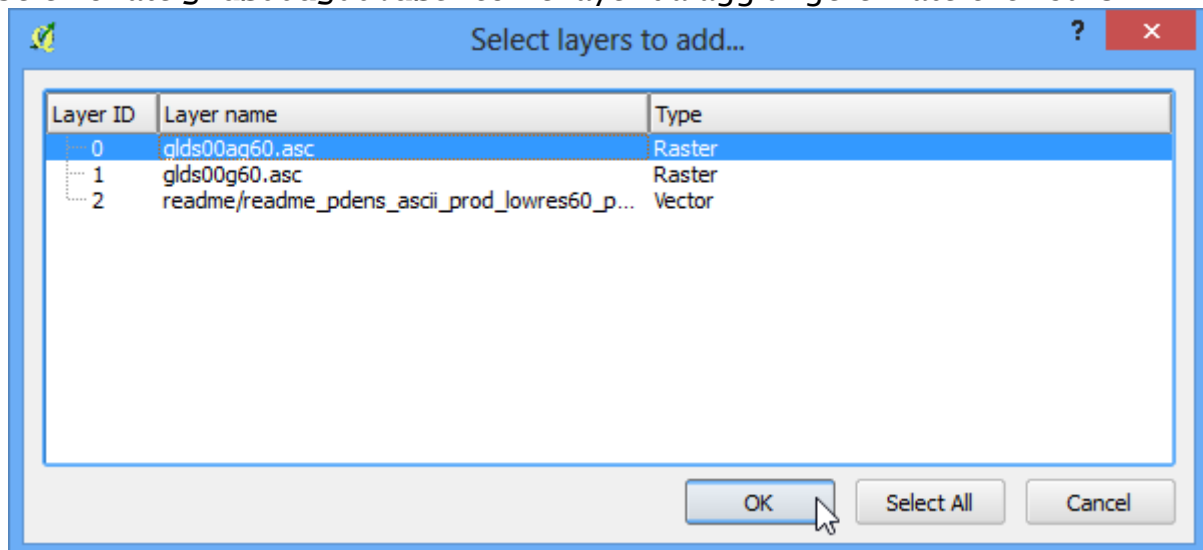 Select layers to add...
?
×
Layer ID Layer name Type
0 glds00ag60.asc Raster
1 glds00g60.asc Raster
2 readme/readme_pdens_ascii_prod_lowres60_p... Vector
OK Select All Cancel